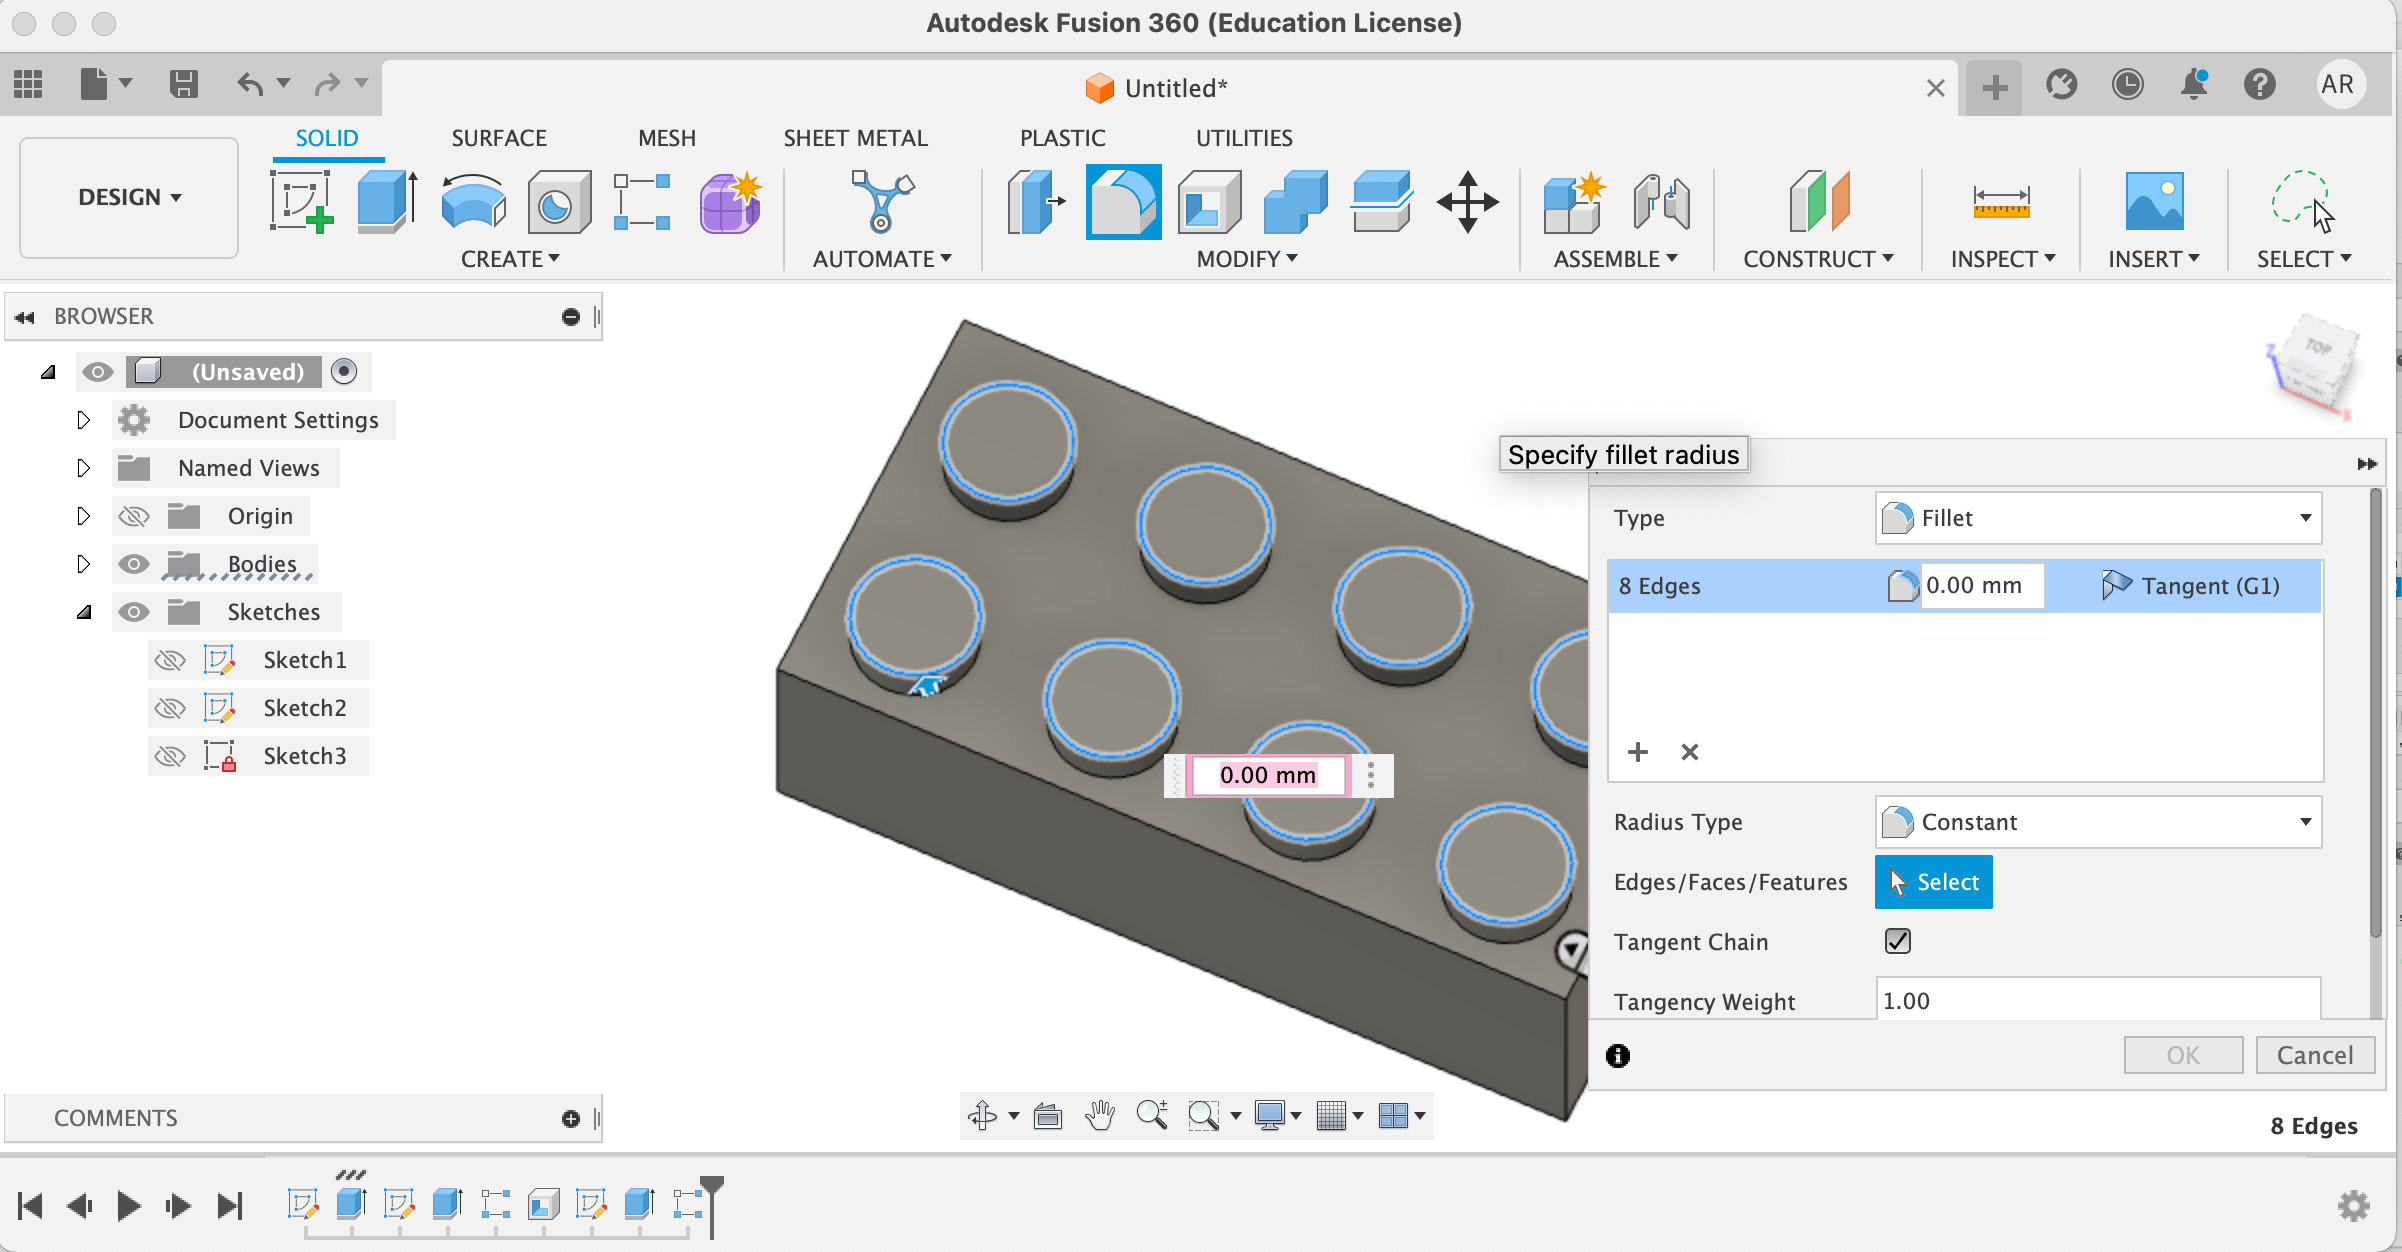 Autodesk Fusion 360 (Education License)
Untitled*
AR
SOLID SURFACE MESH SHEET METAL PLASTIC UTILITIES
DESIGN
CREATE AUTOMATE MODIFY ASSEMBLE CONSTRUCT INSPECT INSERT SELECT
BROWSER
(Unsaved)
Document Settings
Named Views
Origin
Bodies
Sketches
Sketch1
Sketch2
Sketch3
TOP
Z
X
Specify fillet radius
Type Fillet
8 Edges 0.00 mm Tangent (G1)
0.00 mm
Radius Type Constant
Edges/Faces/Features Select
Tangent Chain
Tangency Weight 1.00
OK Cancel
COMMENTS
8 Edges